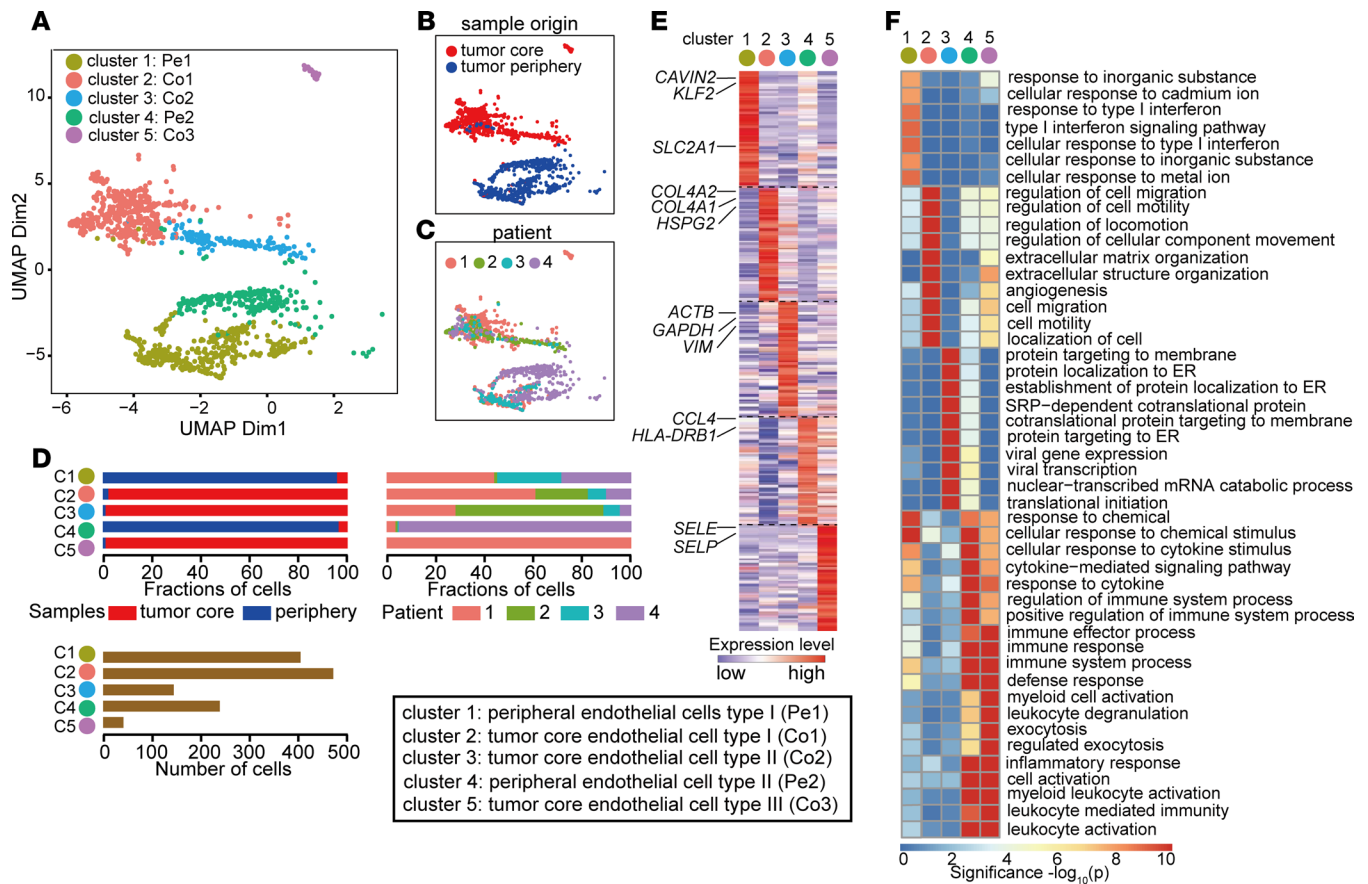 A
cluster 1: Pe1
cluster 2: Co1
cluster 3: Co2
cluster 4: Pe2
cluster 5: Co3
10
5
0
−5
UMAP Dim2
−6
−4
−2
0
2
UMAP Dim1
B
sample origin
tumor core
tumor periphery
C
patient
1
2
3
4
D
C1
C2
C3
C4
C5
0 20 40 60 80 100
Fractions of cells
0 20 40 60 80 100
Fractions of cells
Samples tumor core periphery
Patient 1 2 3 4
C1
C2
C3
C4
C5
0 100 200 300 400 500
Number of cells
cluster 1: peripheral endothelial cells type I (Pe1)
cluster 2: tumor core endothelial cell type I (Co1)
cluster 3: tumor core endothelial cell type II (Co2)
cluster 4: peripheral endothelial cell type II (Pe2)
cluster 5: tumor core endothelial cell type III (Co3)
E
cluster 1 2 3 4 5
CAVIN2
KLF2
SLC2A1
COL4A2
COL4A1
HSPG2
ACTB
GAPDH
VIM
CCL4
HLA-DRB1
SELE
SELP
Expression level
low high
F
1 2 3 4 5
response to inorganic substance
cellular response to cadmium ion
response to type I interferon
type I interferon signaling pathway
cellular response to type I interferon
cellular response to inorganic substance
cellular response to metal ion
regulation of cell migration
regulation of cell motility
regulation of locomotion
regulation of cellular component movement
extracellular matrix organization
extracellular structure organization
angiogenesis
cell migration
cell motility
localization of cell
protein targeting to membrane
protein localization to ER
establishment of protein localization to ER
SRP−dependent cotranslational protein
cotranslational protein targeting to membrane
protein targeting to ER
viral gene expression
viral transcription
nuclear-transcribed mRNA catabolic process
translational initiation
response to chemical
cellular response to chemical stimulus
cellular response to cytokine stimulus
cytokine−mediated signaling pathway
response to cytokine
regulation of immune system process
positive regulation of immune system process
immune effector process
immune response
immune system process
defense response
myeloid cell activation
leukocyte degranulation
exocytosis
regulated exocytosis
inflammatory response
cell activation
myeloid leukocyte activation
leukocyte mediated immunity
leukocyte activation
0 2 4 6 8 10
Significance -log10(p)